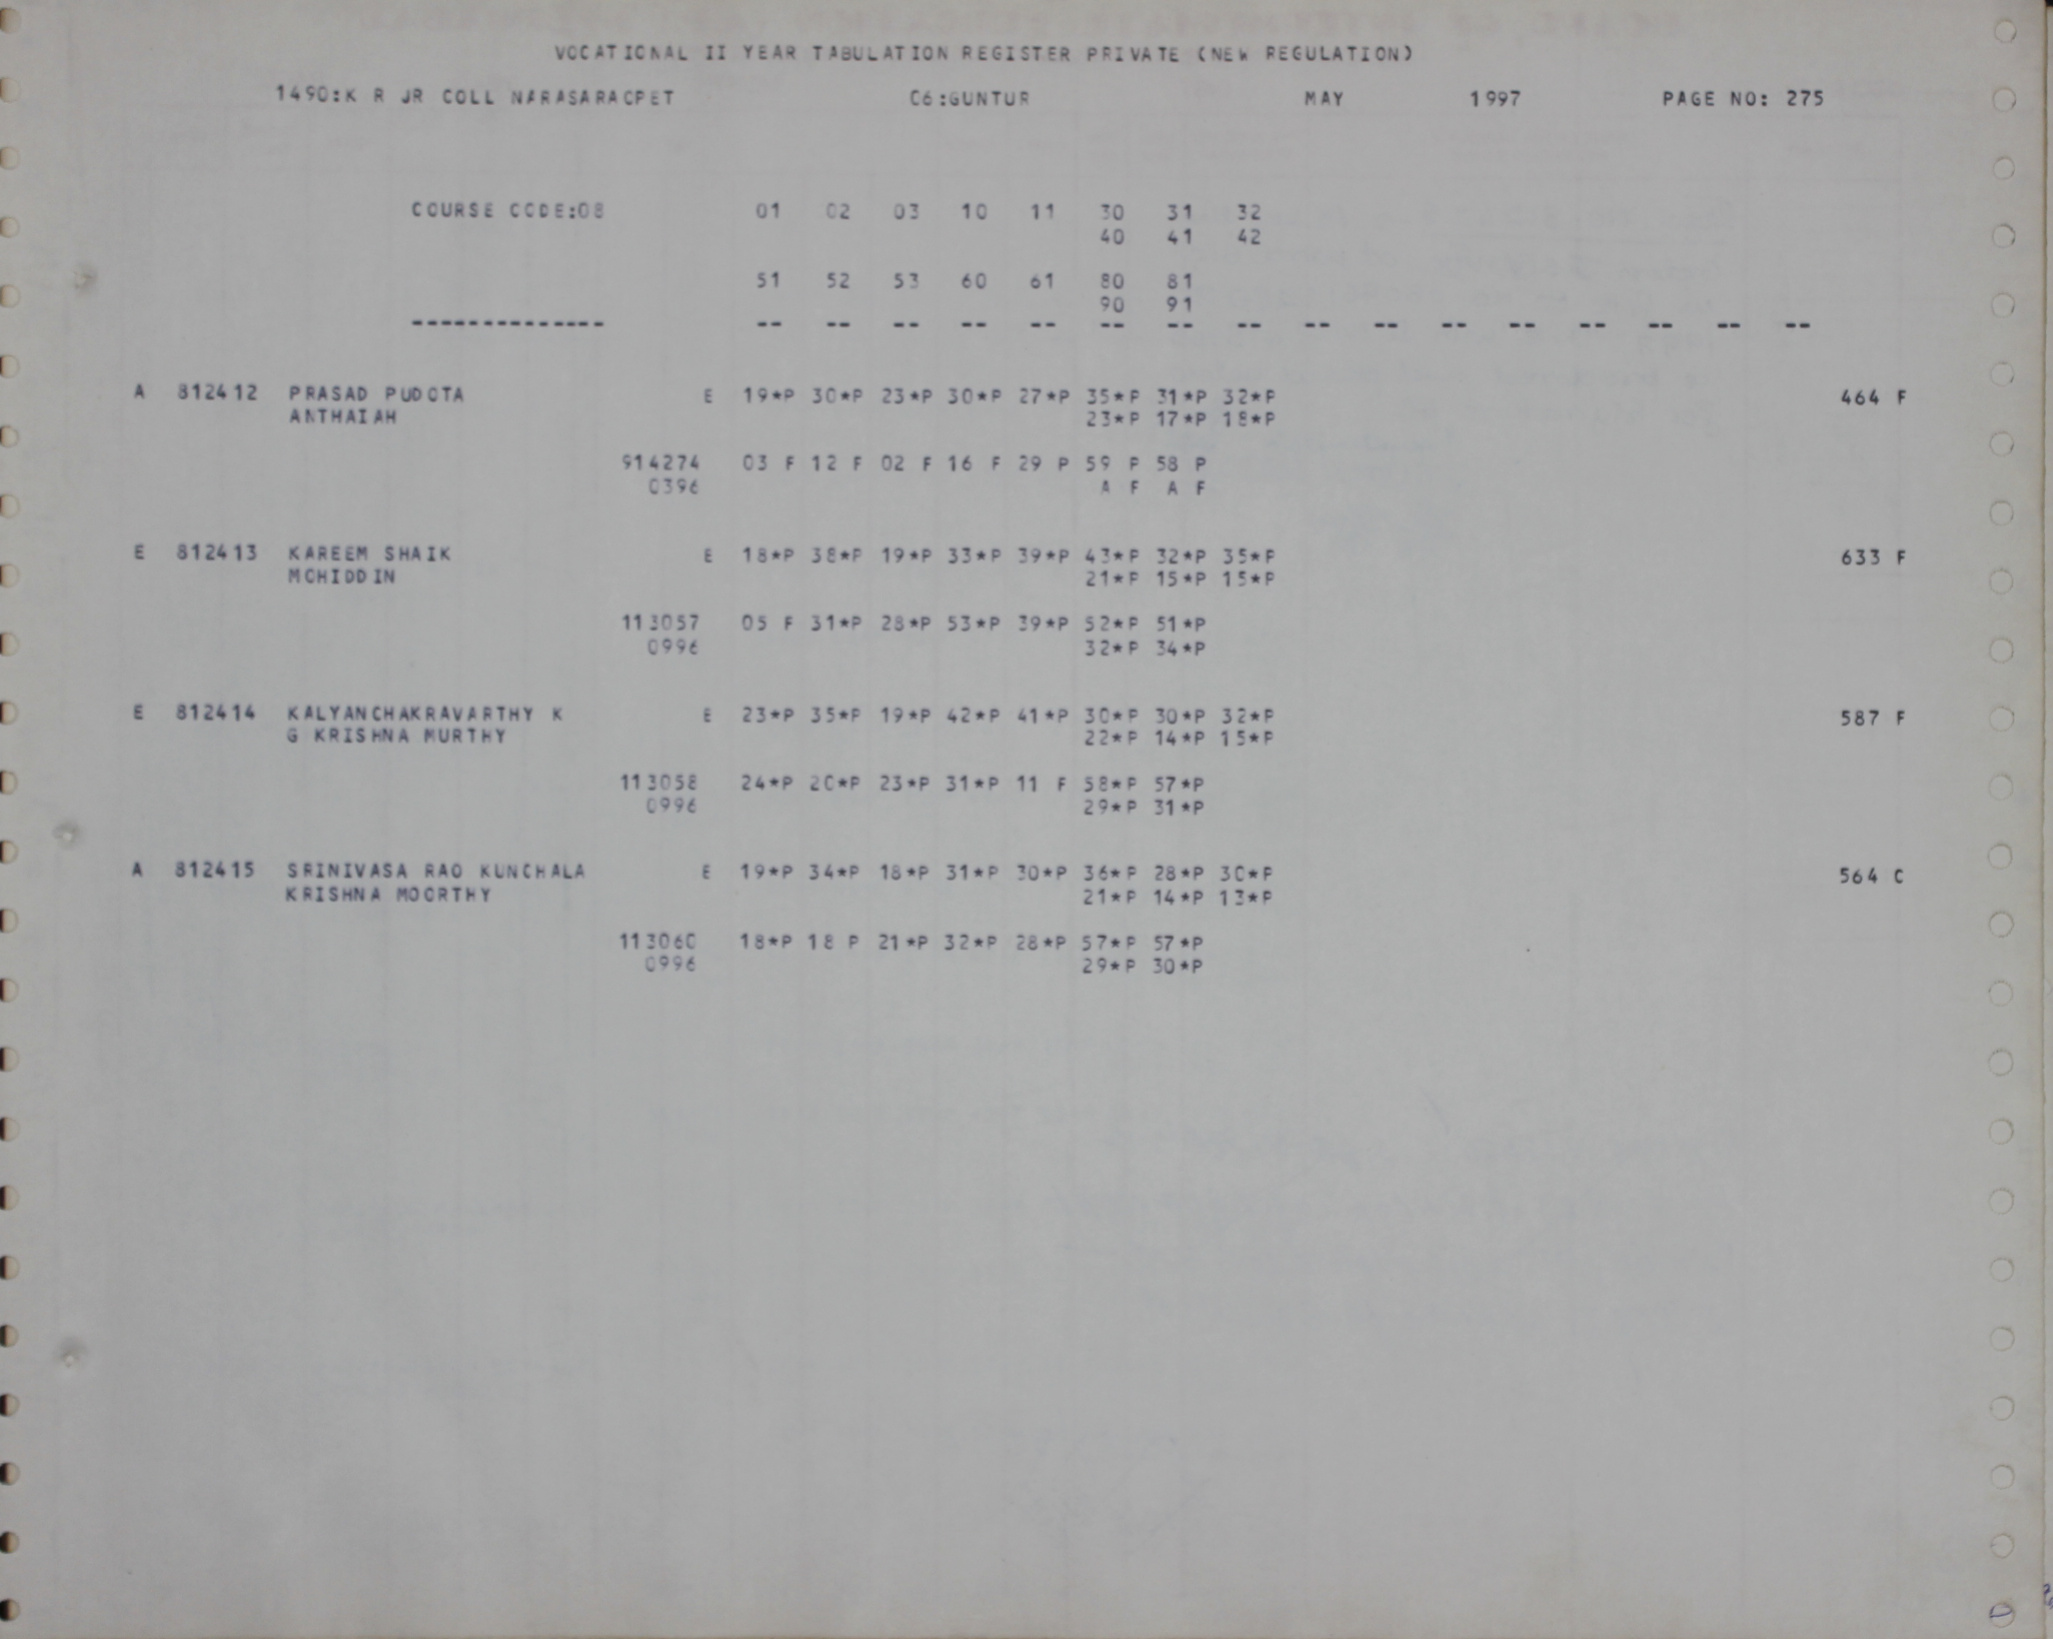 VOCATIONAL II YEAR TABULATION REGISTER PRIVATE (NEW REGULATION)
1490:K R JR COLL NARASARAOPET C6:GUNTUR MAY 1997 PAGE NO: 275
COURSE CODE:08 01 02 03 10 11 30 31 32
40 41 42
51 52 53 60 61 80 81
90 91
-------------- -- -- -- -- -- -- -- -- -- -- -- -- -- -- -- --
A 812412 PRASAD PUDOTA E 19*P 30*P 23*P 30*P 27*P 35*P 31*P 32*P 464 F
ANTHAIAH 23*P 17*P 18*P
914274 03 F 12 F 02 F 16 F 29 P 59 P 58 P
0396 A F A F
E 812413 KAREEM SHAIK E 18*P 38*P 19*P 33*P 39*P 43*P 32*P 35*P 633 F
MOHIDDIN 21*P 15*P 15*P
113057 05 F 31*P 28*P 53*P 39*P 52*P 51*P
0996 32*P 34*P
E 812414 KALYANCHAKRAVARTHY K E 23*P 35*P 19*P 42*P 41*P 30*P 30*P 32*P 587 F
G KRISHNA MURTHY 22*P 14*P 15*P
113058 24*P 20*P 23*P 31*P 11 F 58*P 57*P
0996 29*P 31*P
A 812415 SRINIVASA RAO KUNCHALA E 19*P 34*P 18*P 31*P 30*P 36*P 28*P 30*P 564 C
KRISHNA MOORTHY 21*P 14*P 13*P
113060 18*P 18 P 21*P 32*P 28*P 57*P 57*P
0996 29*P 30*P